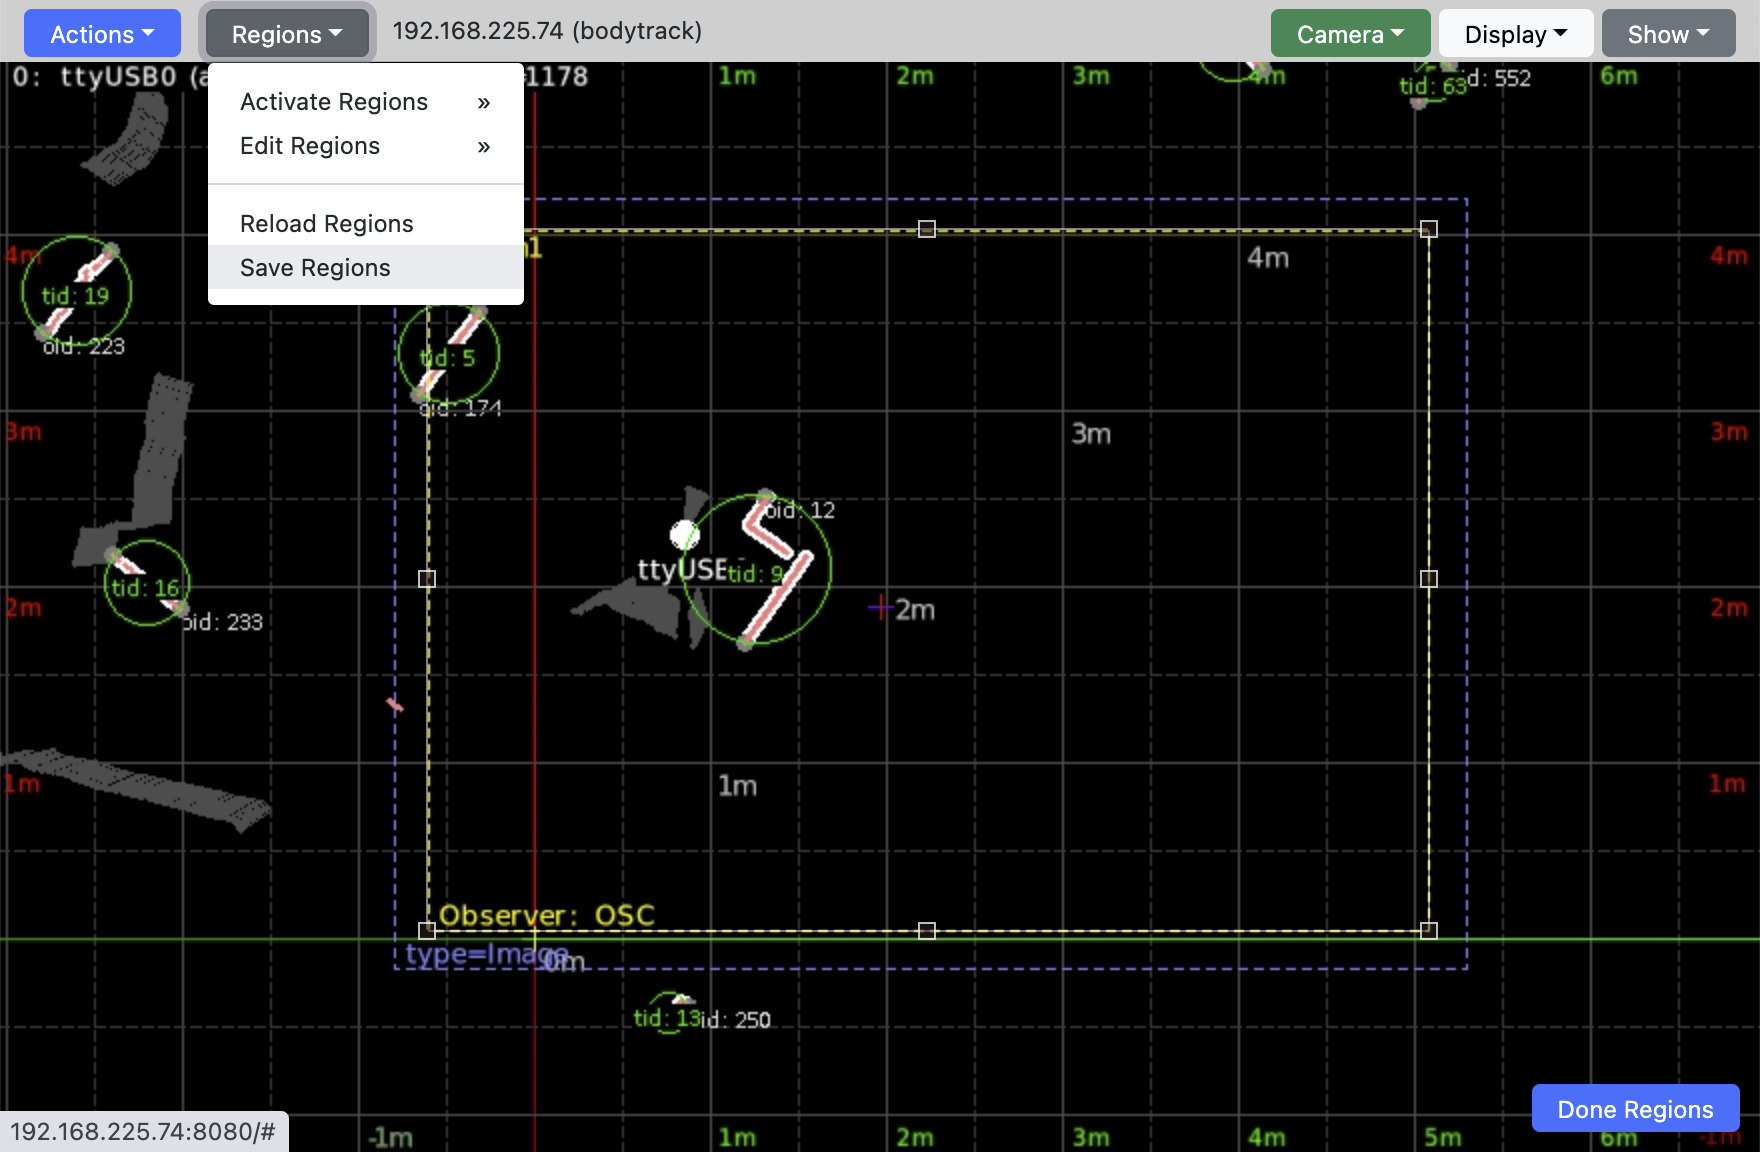 Actions Regions 192.168.225.74 (bodytrack) Camera Display Show
0: ttyUSB0 1178 1m 2m 3m 4m 6m
tid: 63 d: 552
Activate Regions »
Edit Regions »
Reload Regions
Save Regions
4m 4m 4m
tid: 19
oid: 223
tid: 5
oid: 174
3m 3m 3m
oid: 12
ttyUSB
tid: 9
tid: 16
oid: 233
2m 2m 2m
1m 1m 1m
Observer: OSC
type=Image
0m
tid: 13 id: 250
Done Regions
192.168.225.74:8080/#
-1m 1m 2m 3m 4m 5m 6m -1m